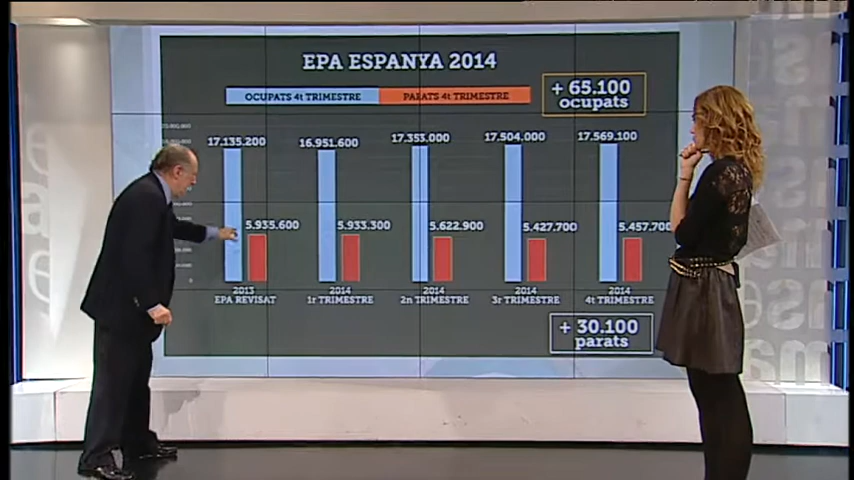 EPA ESPANYA 2014
OCUPATS 4t TRIMESTRE
PARATS 4t TRIMESTRE
+ 65.100
ocupats
17.135.200
16.951.600
17.353.000
17.504.000
17.569.100
5.935.600
5.933.300
5.622.900
5.427.700
5.457.700
2013
EPA REVISAT
2014
1r TRIMESTRE
2014
2n TRIMESTRE
2014
3r TRIMESTRE
2014
4t TRIMESTRE
+ 30.100
parats